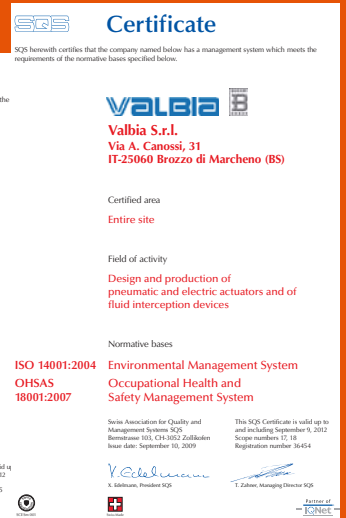 the
SQS
Certificate
SQS herewith certifies that the company named below has a management system which meets the
requirements of the normative bases specified below.
VALBIA B
Valbia S.r.l.
Via A. Canossi, 31
IT-25060 Brozzo di Marcheno (BS)
Certified area
Entire site
Field of activity
Design and production of
pneumatic and electric actuators and of
fluid interception devices
Normative bases
ISO 14001:2004 Environmental Management System
OHSAS Occupational Health and
18001:2007 Safety Management System
Swiss Association for Quality and
Management Systems SQS
Bernstrasse 103, CH-3052 Zollikofen
Issue date: September 10, 2009
This SQS Certificate is valid up to
and including September 9, 2012
Scope numbers 17, 18
Registration number 36454
X. Edelmann, President SQS
T. Zahner, Managing Director SQS
Partner of
IQNet